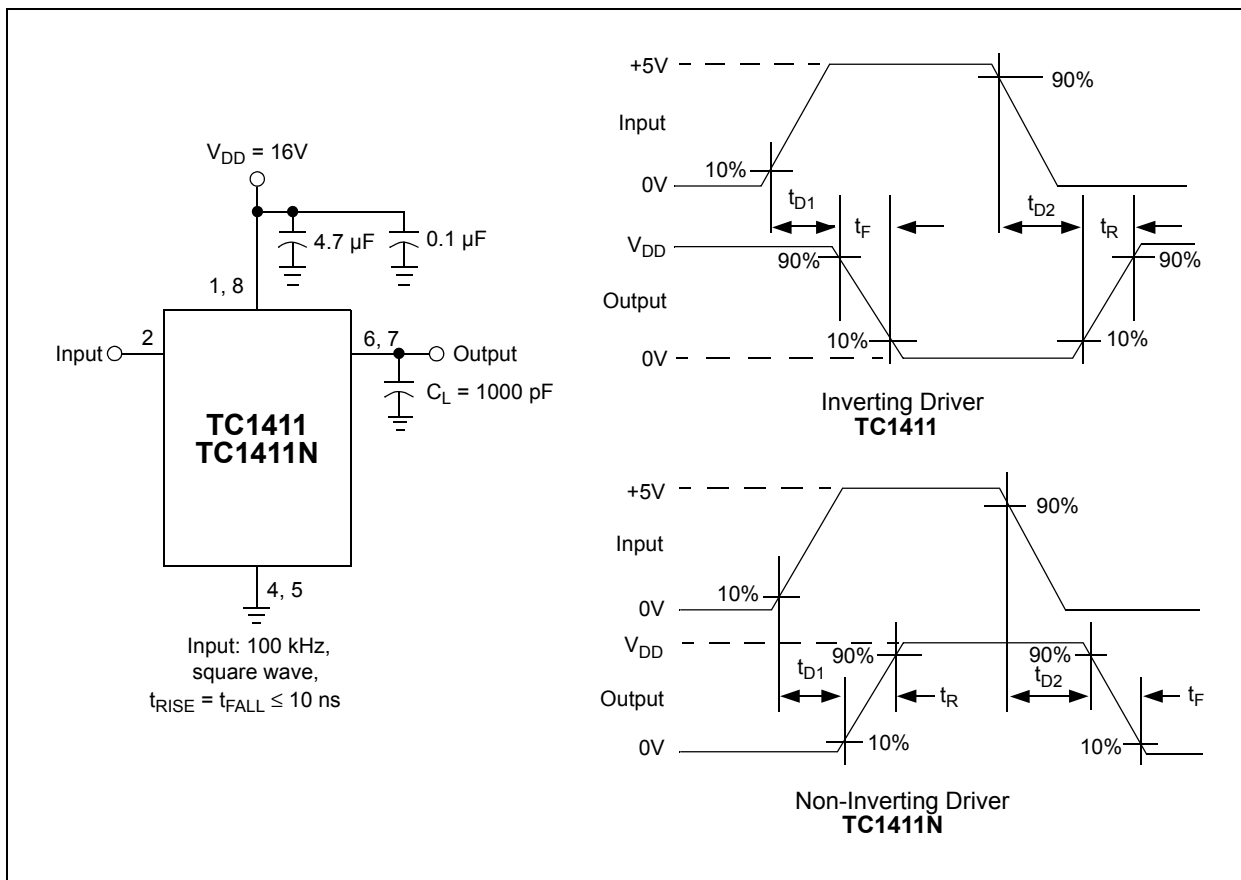 V_DD = 16V
4.7 µF
0.1 µF
1, 8
2
6, 7
Input
Output
C_L = 1000 pF
TC1411
TC1411N
4, 5
Input: 100 kHz,
square wave,
t_RISE = t_FALL ≤ 10 ns
+5V
90%
Input
10%
0V
t_D1
t_F
t_D2
t_R
V_DD
90%
90%
Output
10%
10%
0V
Inverting Driver
TC1411
+5V
90%
Input
10%
0V
V_DD
t_D1
90%
90%
t_D2
Output
t_R
t_F
0V
10%
10%
Non-Inverting Driver
TC1411N